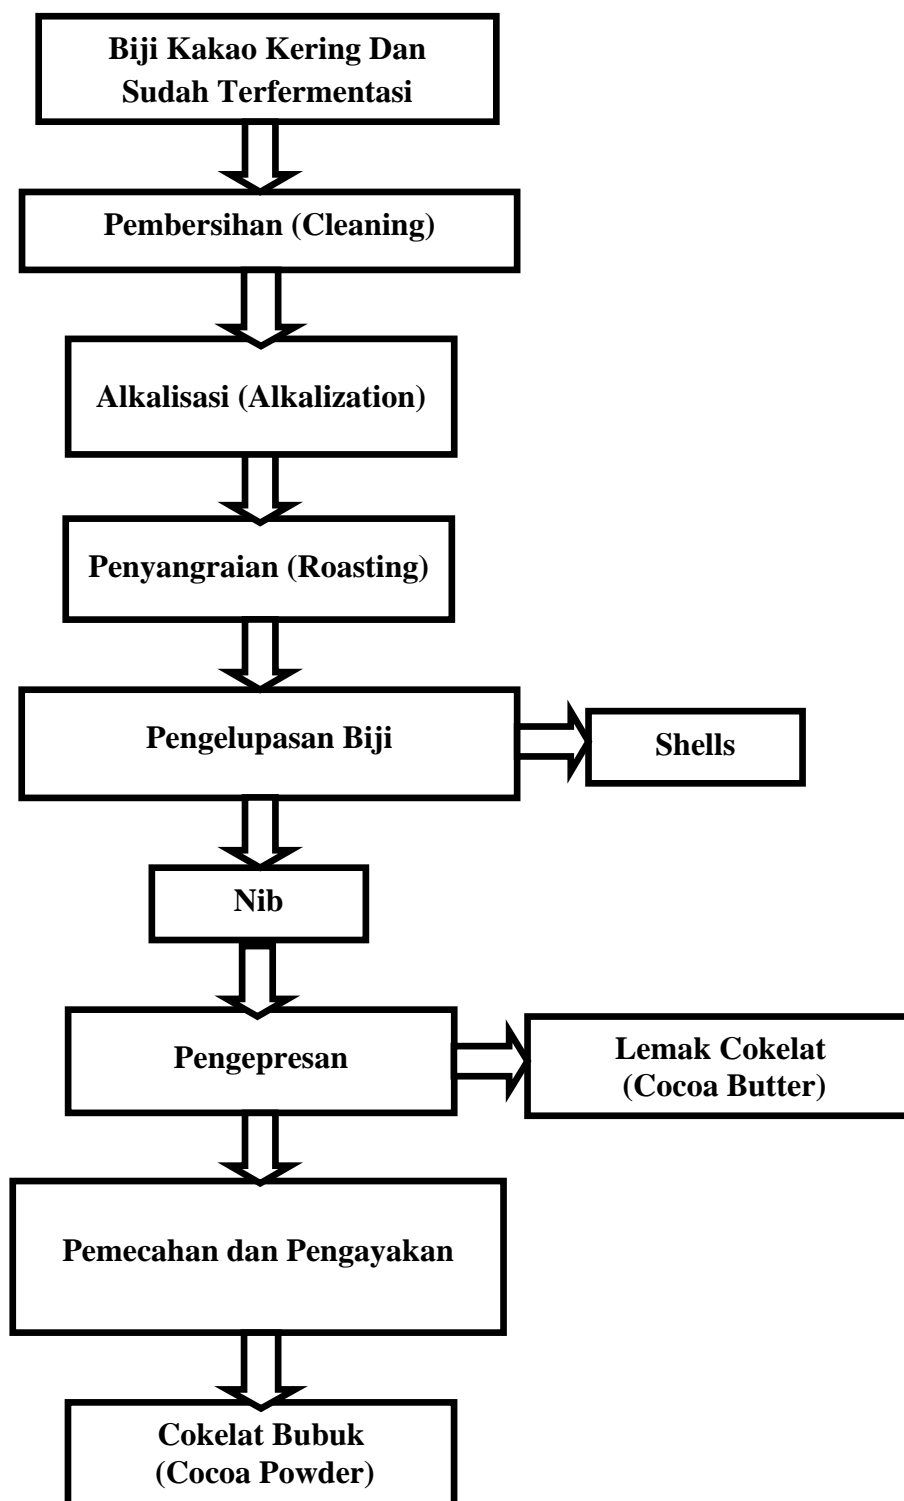 Biji Kakao Kering Dan
Sudah Terfermentasi
Pembersihan (Cleaning)
Alkalisasi (Alkalization)
Penyangraian (Roasting)
Pengelupasan Biji
Shells
Nib
Pengepresan
Lemak Cokelat
(Cocoa Butter)
Pemecahan dan Pengayakan
Cokelat Bubuk
(Cocoa Powder)